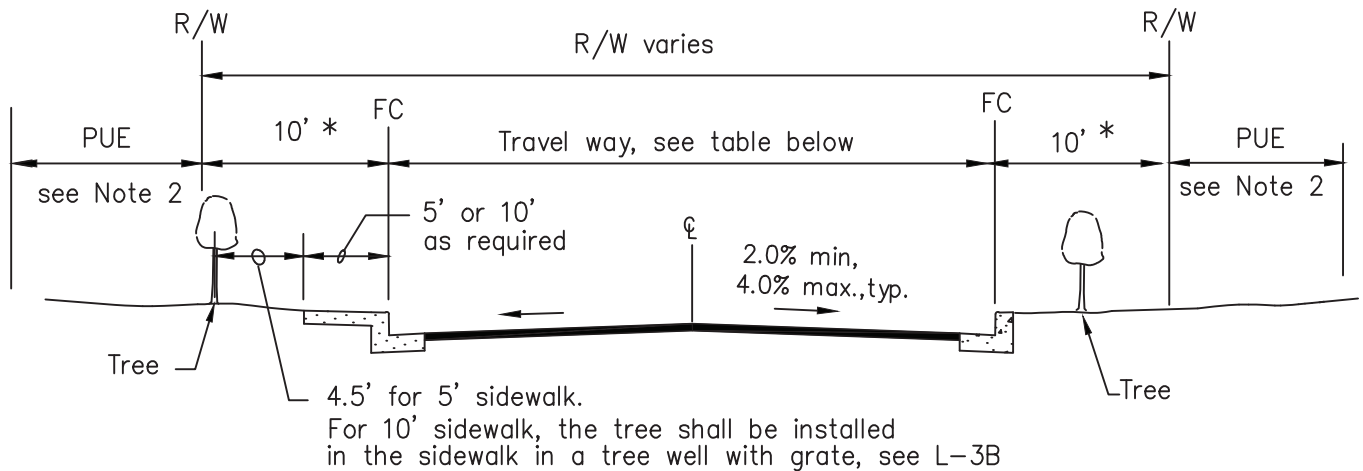 R/W
R/W
R/W varies
FC
FC
PUE
10' *
Travel way, see table below
10' *
PUE
see Note 2
see Note 2
5' or 10'
as required
℄
2.0% min,
4.0% max.,typ.
Tree
Tree
4.5' for 5' sidewalk.
For 10' sidewalk, the tree shall be installed
in the sidewalk in a tree well with grate, see L-3B